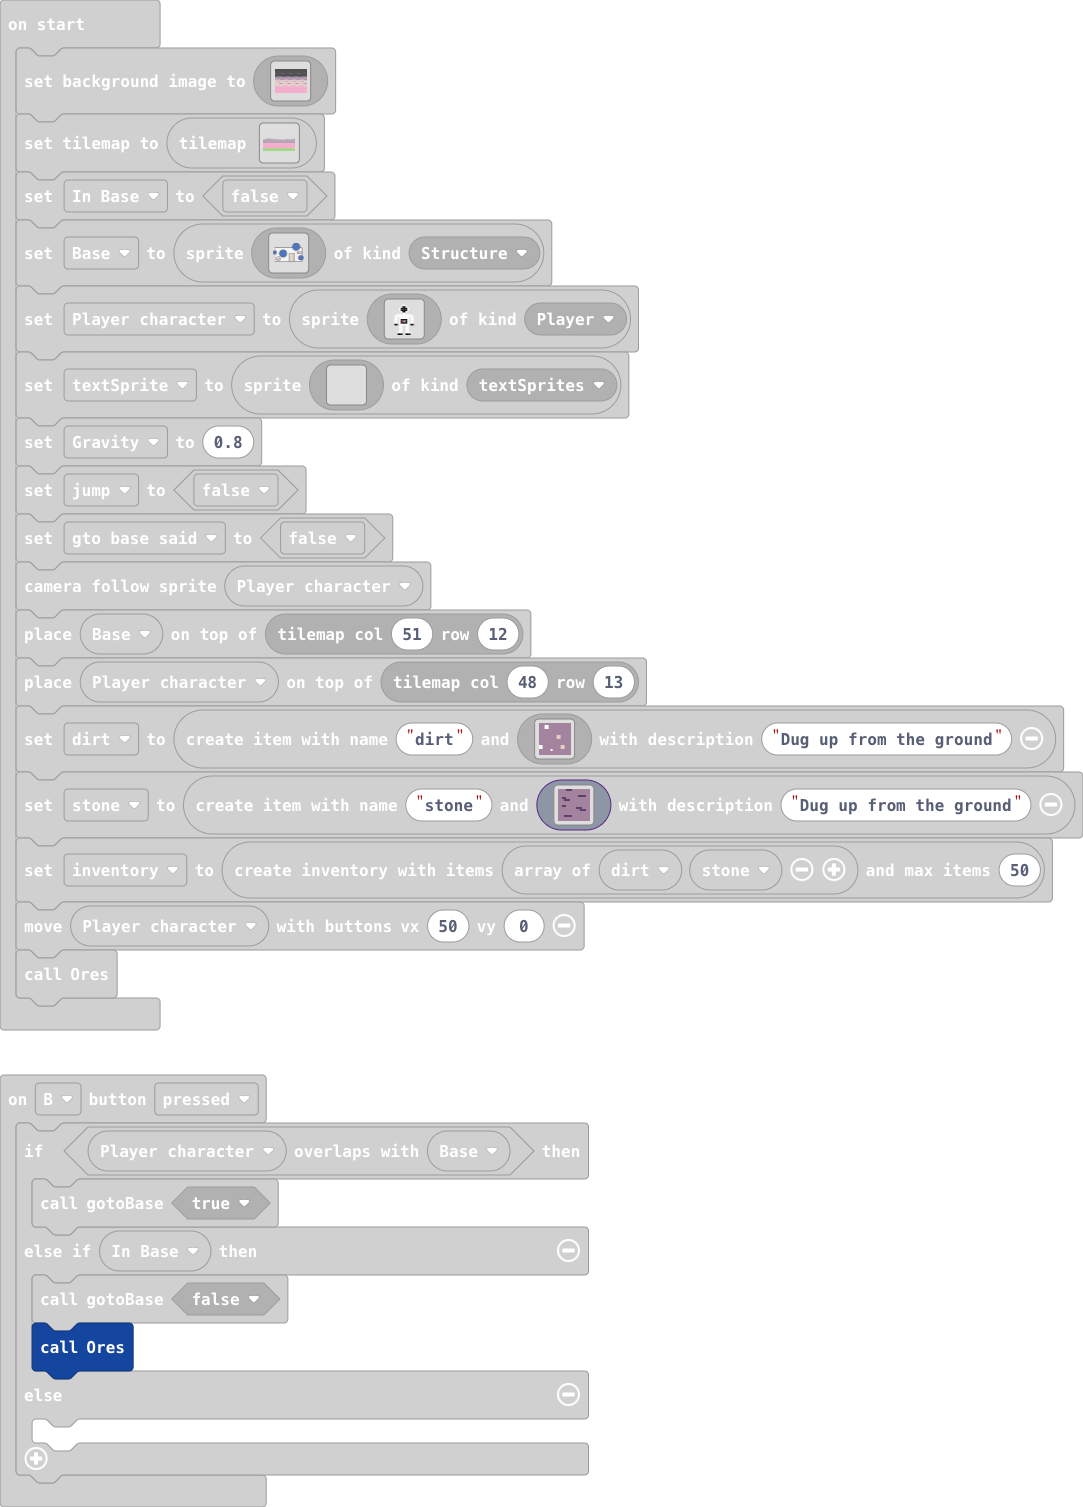 on start
set background image to
set tilemap to tilemap
set In Base to false
set Base to sprite of kind Structure
set Player character to sprite of kind Player
set textSprite to sprite of kind textSprites
set Gravity to 0.8
set jump to false
set gto base said to false
camera follow sprite Player character
place Base on top of tilemap col 51 row 12
place Player character on top of tilemap col 48 row 13
set dirt to create item with name "dirt" and with description "Dug up from the ground"
set stone to create item with name "stone" and with description "Dug up from the ground"
set inventory to create inventory with items array of dirt stone and max items 50
move Player character with buttons vx 50 vy 0
call Ores
on B button pressed
if Player character overlaps with Base then
call gotoBase true
else if In Base then
call gotoBase false
call Ores
else